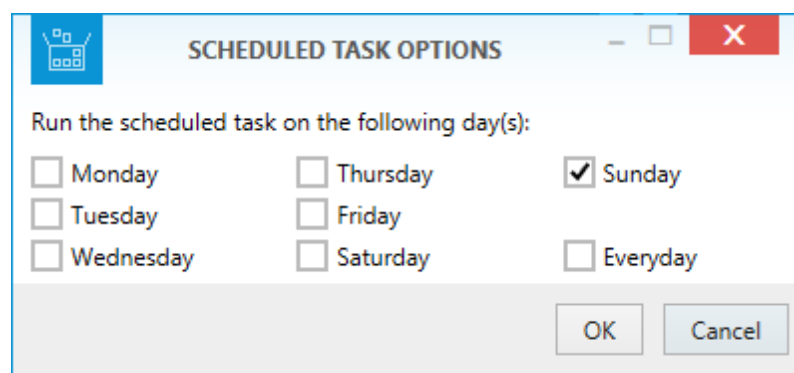 SCHEDULED TASK OPTIONS
Run the scheduled task on the following day(s):
Monday Thursday Sunday
Tuesday Friday
Wednesday Saturday Everyday
OK Cancel